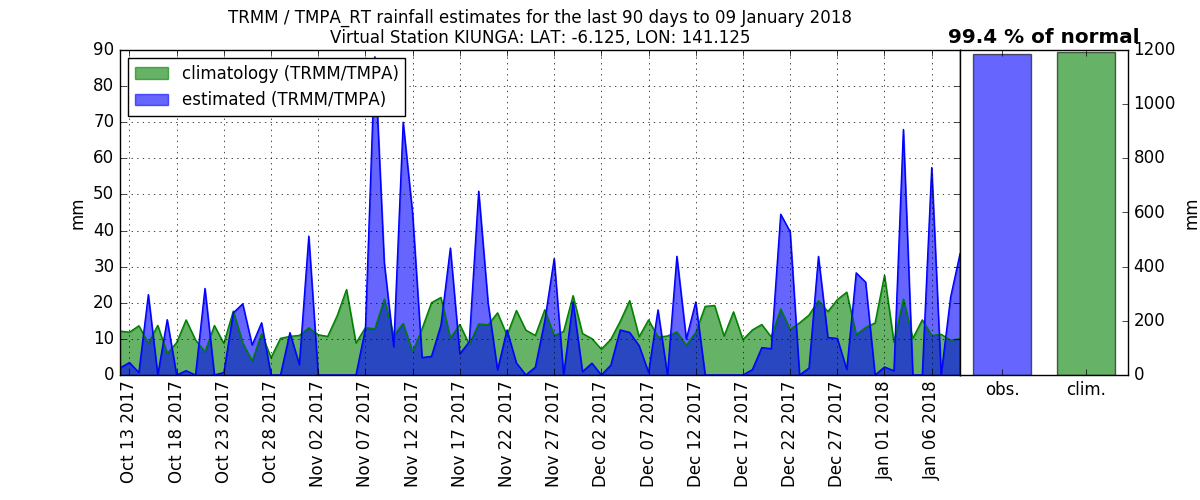 TRMM / TMPA_RT rainfall estimates for the last 90 days to 09 January 2018
Virtual Station KIUNGA: LAT: -6.125, LON: 141.125
99.4 % of normal
climatology (TRMM/TMPA)
estimated (TRMM/TMPA)
mm
90
80
70
60
50
40
30
20
10
0
1200
1000
800
600
400
200
0
mm
Oct 13 2017
Oct 18 2017
Oct 23 2017
Oct 28 2017
Nov 02 2017
Nov 07 2017
Nov 12 2017
Nov 17 2017
Nov 22 2017
Nov 27 2017
Dec 02 2017
Dec 07 2017
Dec 12 2017
Dec 17 2017
Dec 22 2017
Dec 27 2017
Jan 01 2018
Jan 06 2018
obs.
clim.